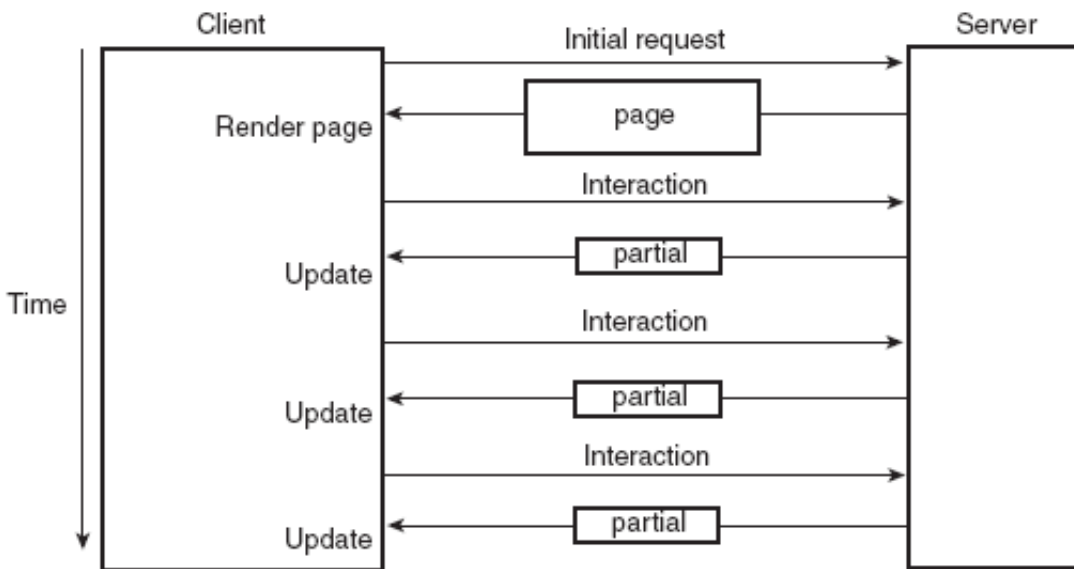 Client
Initial request
Server
page
Render page
Interaction
partial
Update
Time
Interaction
partial
Update
Interaction
partial
Update